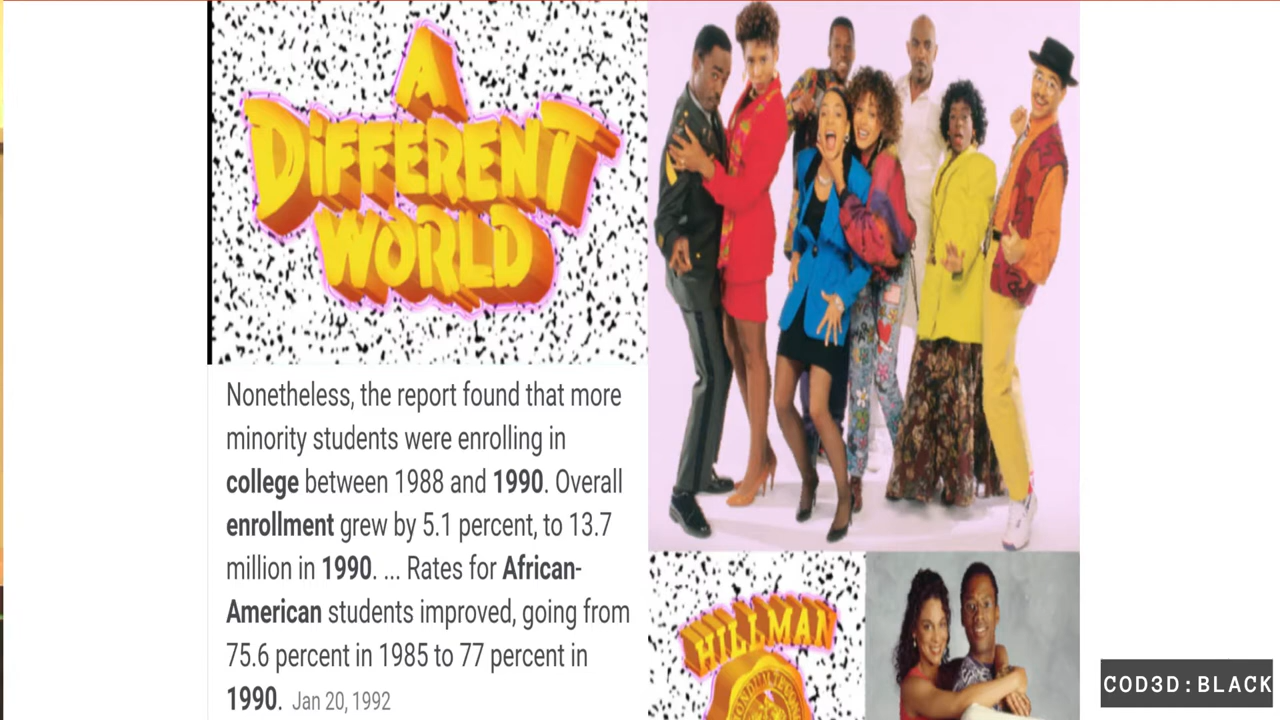 A
DiFFERENT
WORLD
Nonetheless, the report found that more
minority students were enrolling in
college between 1988 and 1990. Overall
enrollment grew by 5.1 percent, to 13.7
million in 1990. ... Rates for African-
American students improved, going from
75.6 percent in 1985 to 77 percent in
1990. Jan 20, 1992
HILLMAN
COD3D:BLACK